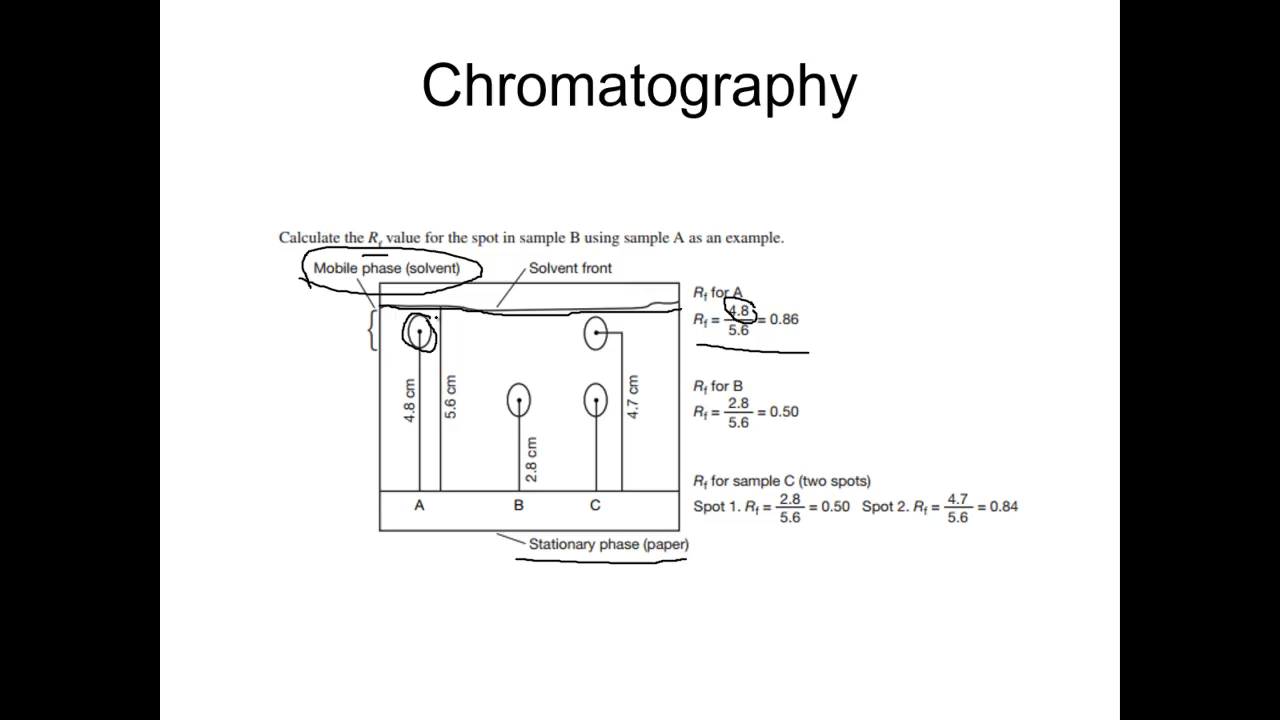 Chromatography
Calculate the Rf value for the spot in sample B using sample A as an example.
Mobile phase (solvent)
Solvent front
4.8 cm
5.6 cm
2.8 cm
4.7 cm
A
B
C
Stationary phase (paper)
Rf for A
Rf = 4.8/5.6 = 0.86
Rf for B
Rf = 2.8/5.6 = 0.50
Rf for sample C (two spots)
Spot 1. Rf = 2.8/5.6 = 0.50 Spot 2. Rf = 4.7/5.6 = 0.84